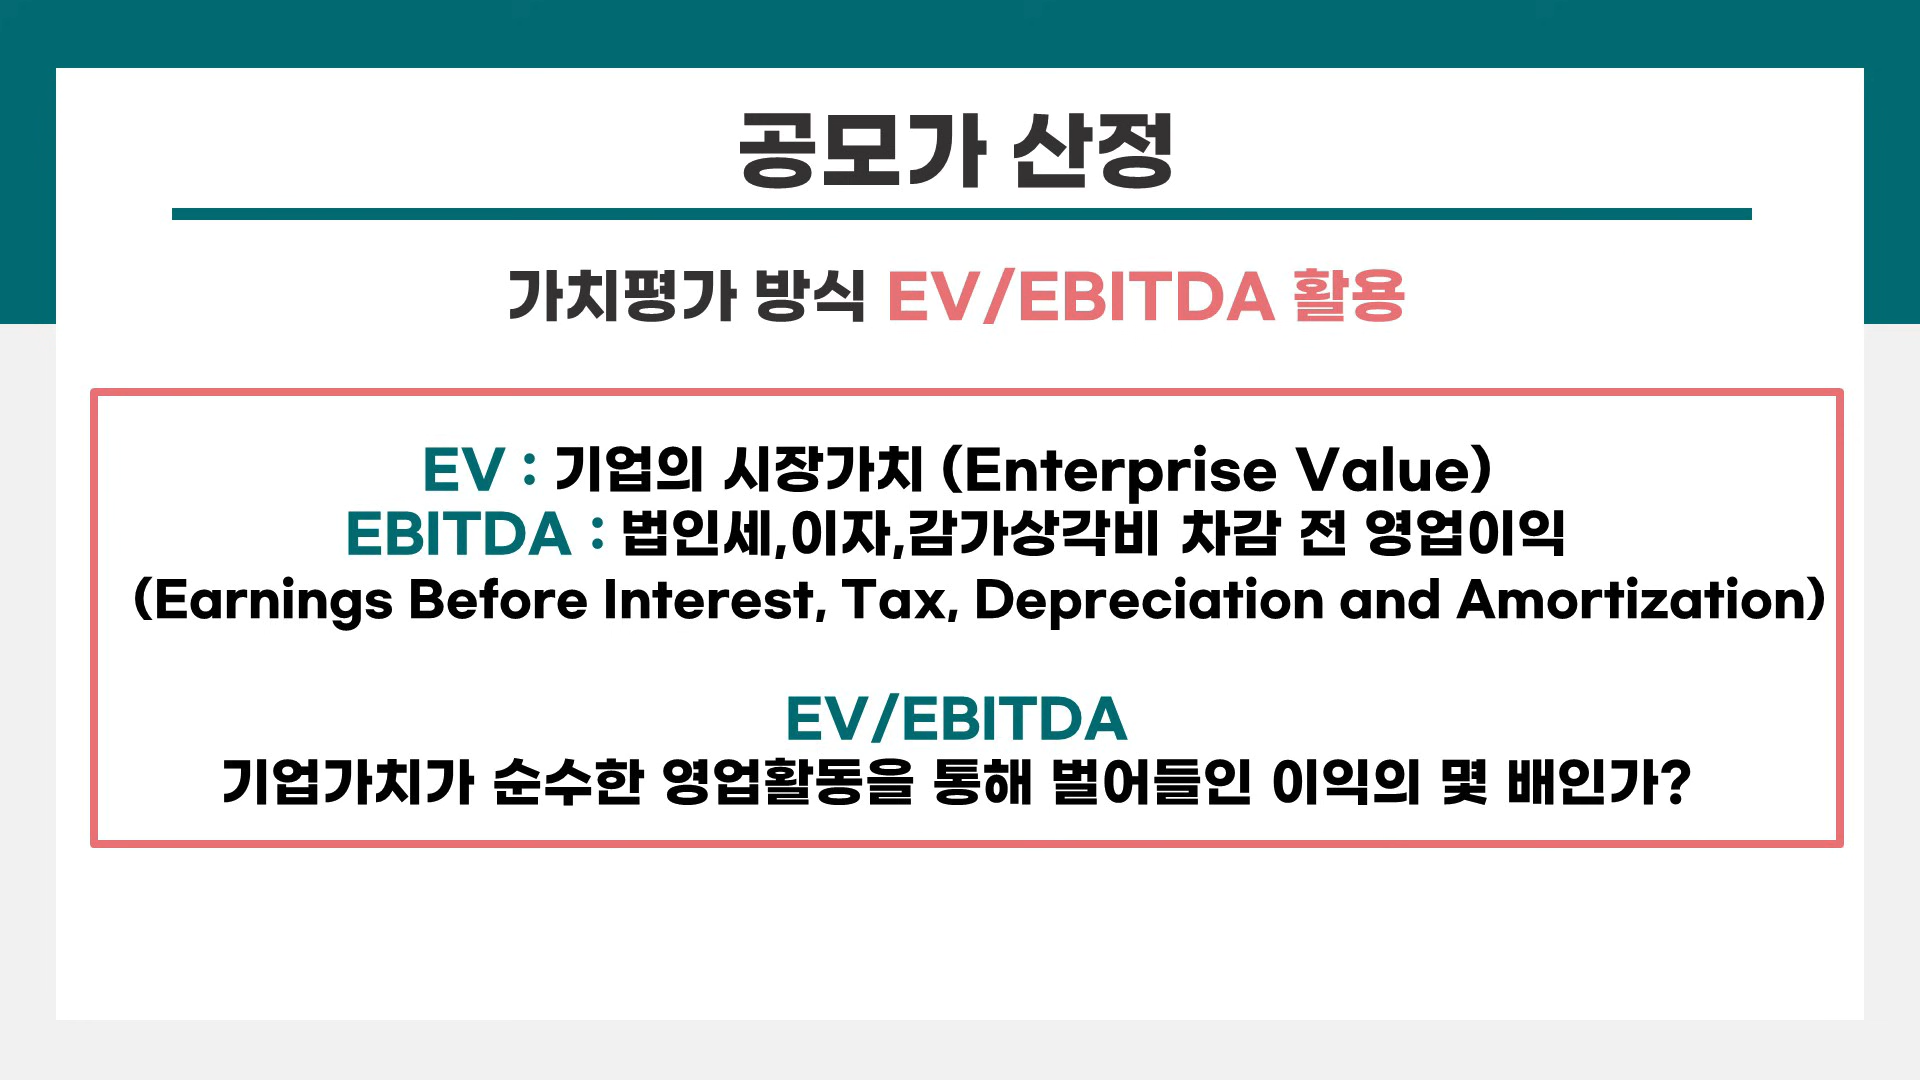 공모가 산정
가치평가 방식 EV/EBITDA 활용
EV : 기업의 시장가치 (Enterprise Value)
EBITDA : 법인세,이자,감가상각비 차감 전 영업이익
(Earnings Before Interest, Tax, Depreciation and Amortization)
EV/EBITDA
기업가치가 순수한 영업활동을 통해 벌어들인 이익의 몇 배인가?